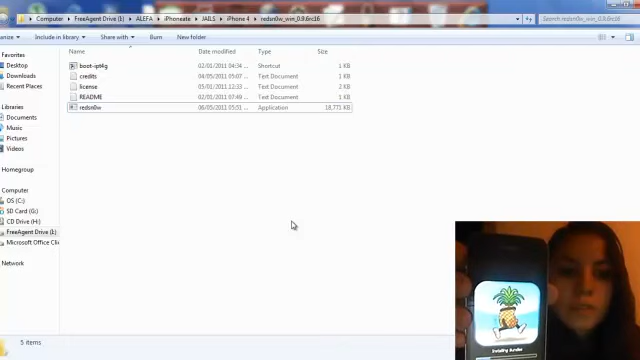 Computer ▸ FreeAgent Drive (I:) ▸ ALEFA ▸ iPhoneate ▸ JAILS ▸ iPhone 4 ▸ redsn0w_win_0.9.6rc16
Search redsn0w_win_0.9.6rc16
Include in library Share with Burn New folder
Name Date modified Type Size
boot-ipt4g 02/01/2011 04:34 ... Shortcut 1 KB
credits 04/05/2011 05:07 ... Text Document 1 KB
license 05/01/2011 12:33 ... Text Document 2 KB
README 02/01/2011 07:49 ... Text Document 1 KB
redsn0w 06/05/2011 05:51 ... Application 18,771 KB
Favorites
Desktop
Downloads
Recent Places
Libraries
Documents
Music
Pictures
Videos
Homegroup
Computer
OS (C:)
SD Card (G:)
CD Drive (H:)
FreeAgent Drive (I:)
Microsoft Office Cli
Network
5 items
Installing Bundles